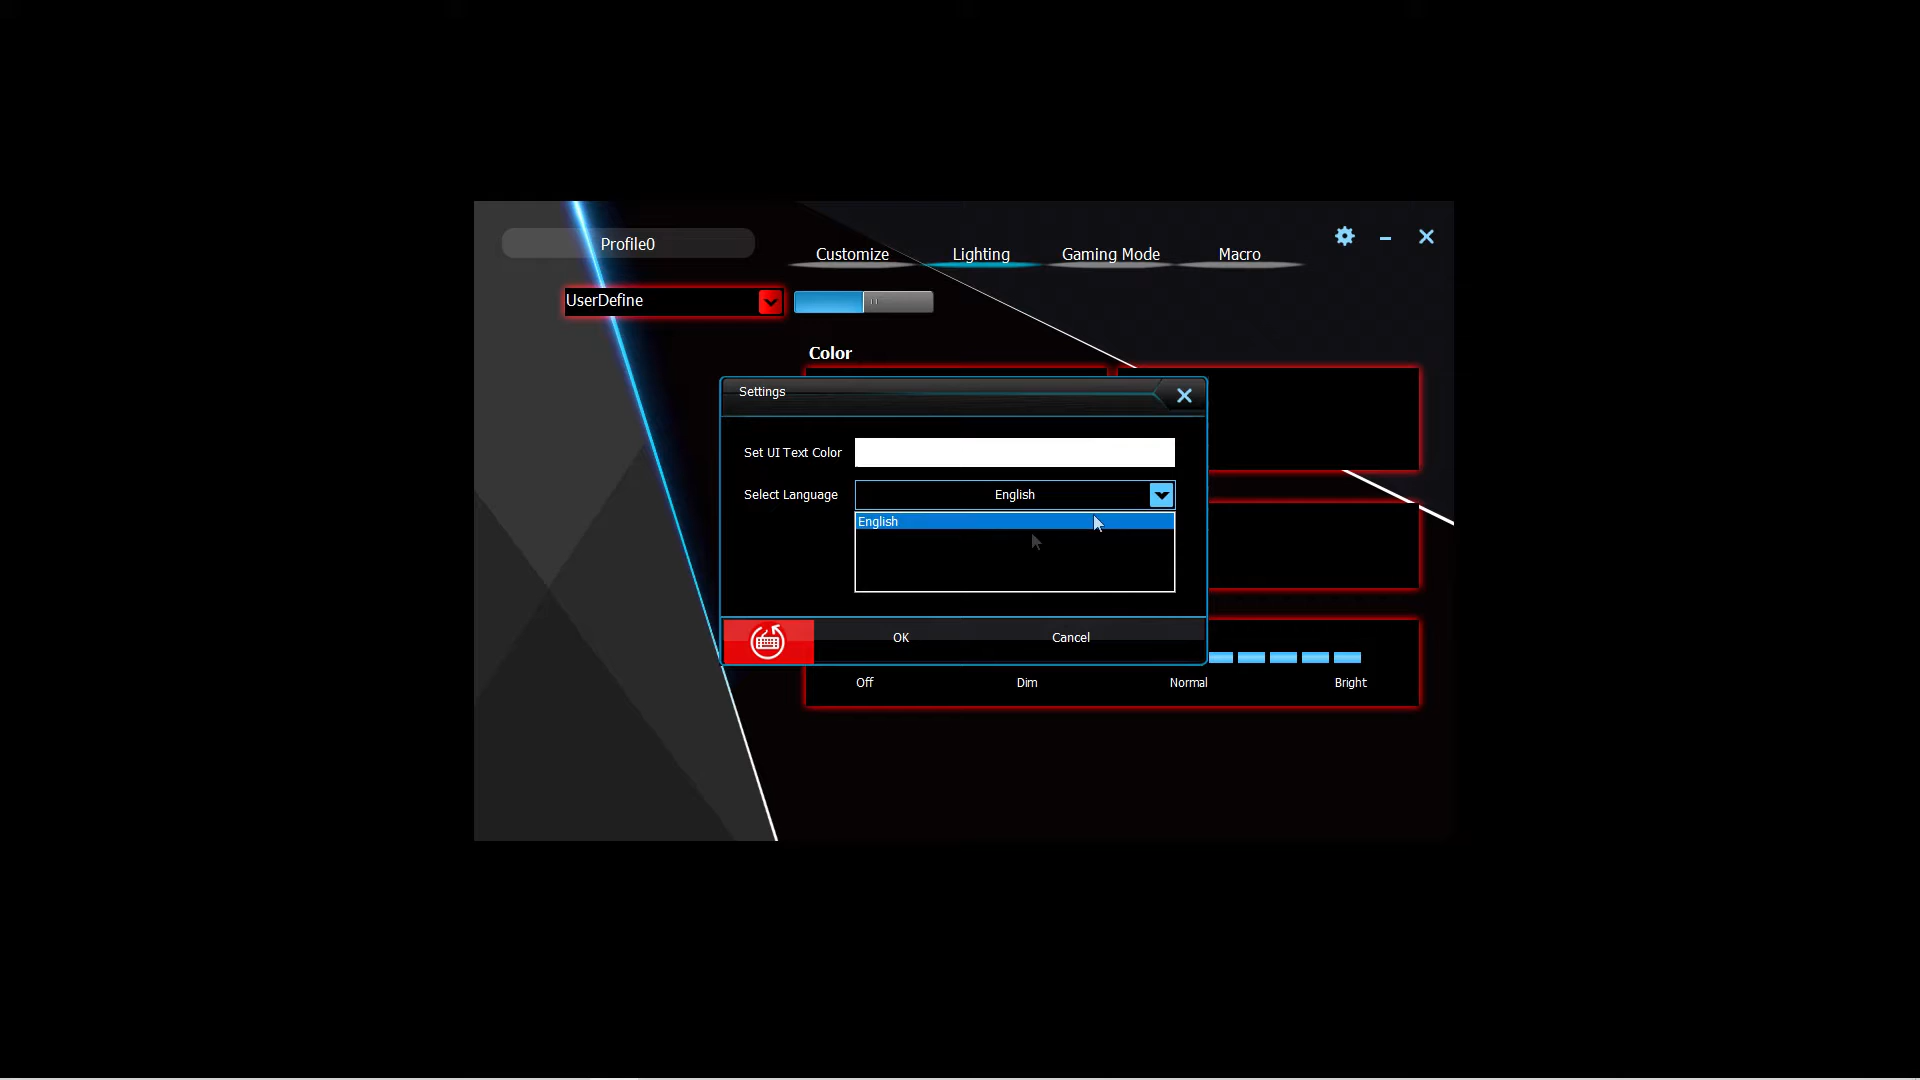 Profile0
Customize
Lighting
Gaming Mode
Macro
UserDefine
Color
Settings
Set UI Text Color
Select Language
English
English
OK
Cancel
Off
Dim
Normal
Bright